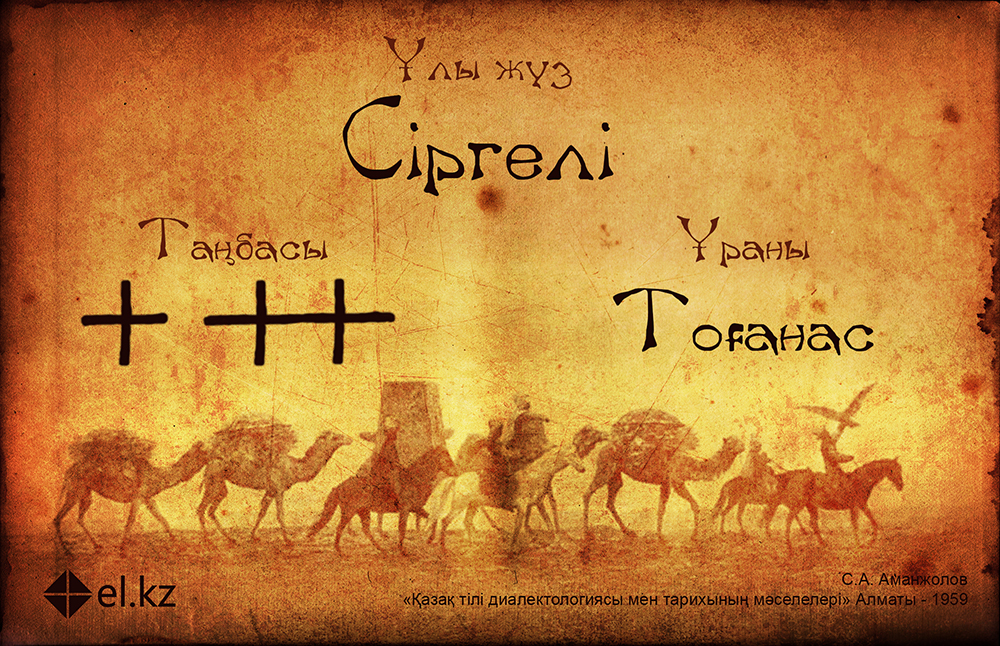 Ұлы жүз
Сіргелі
Таңбасы
Ұраны
Тоғанас
el.kz
С.А. Аманжолов
«Қазақ тілі диалектологиясы мен тарихының мәселелері» Алматы - 1959